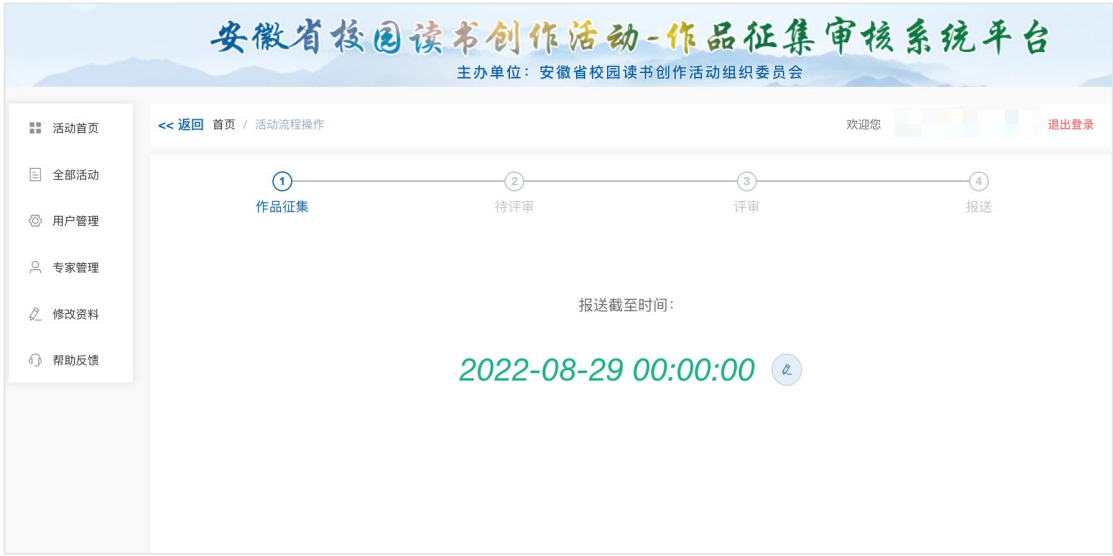 安徽省校园读书创作活动-作品征集审核系统平台
主办单位：安徽省校园读书创作活动组织委员会
活动首页
全部活动
用户管理
专家管理
修改资料
帮助反馈
<< 返回 首页 / 活动流程操作
欢迎您
退出登录
1 2 3 4
作品征集 待评审 评审 报送
报送截至时间：
2022-08-29 00:00:00